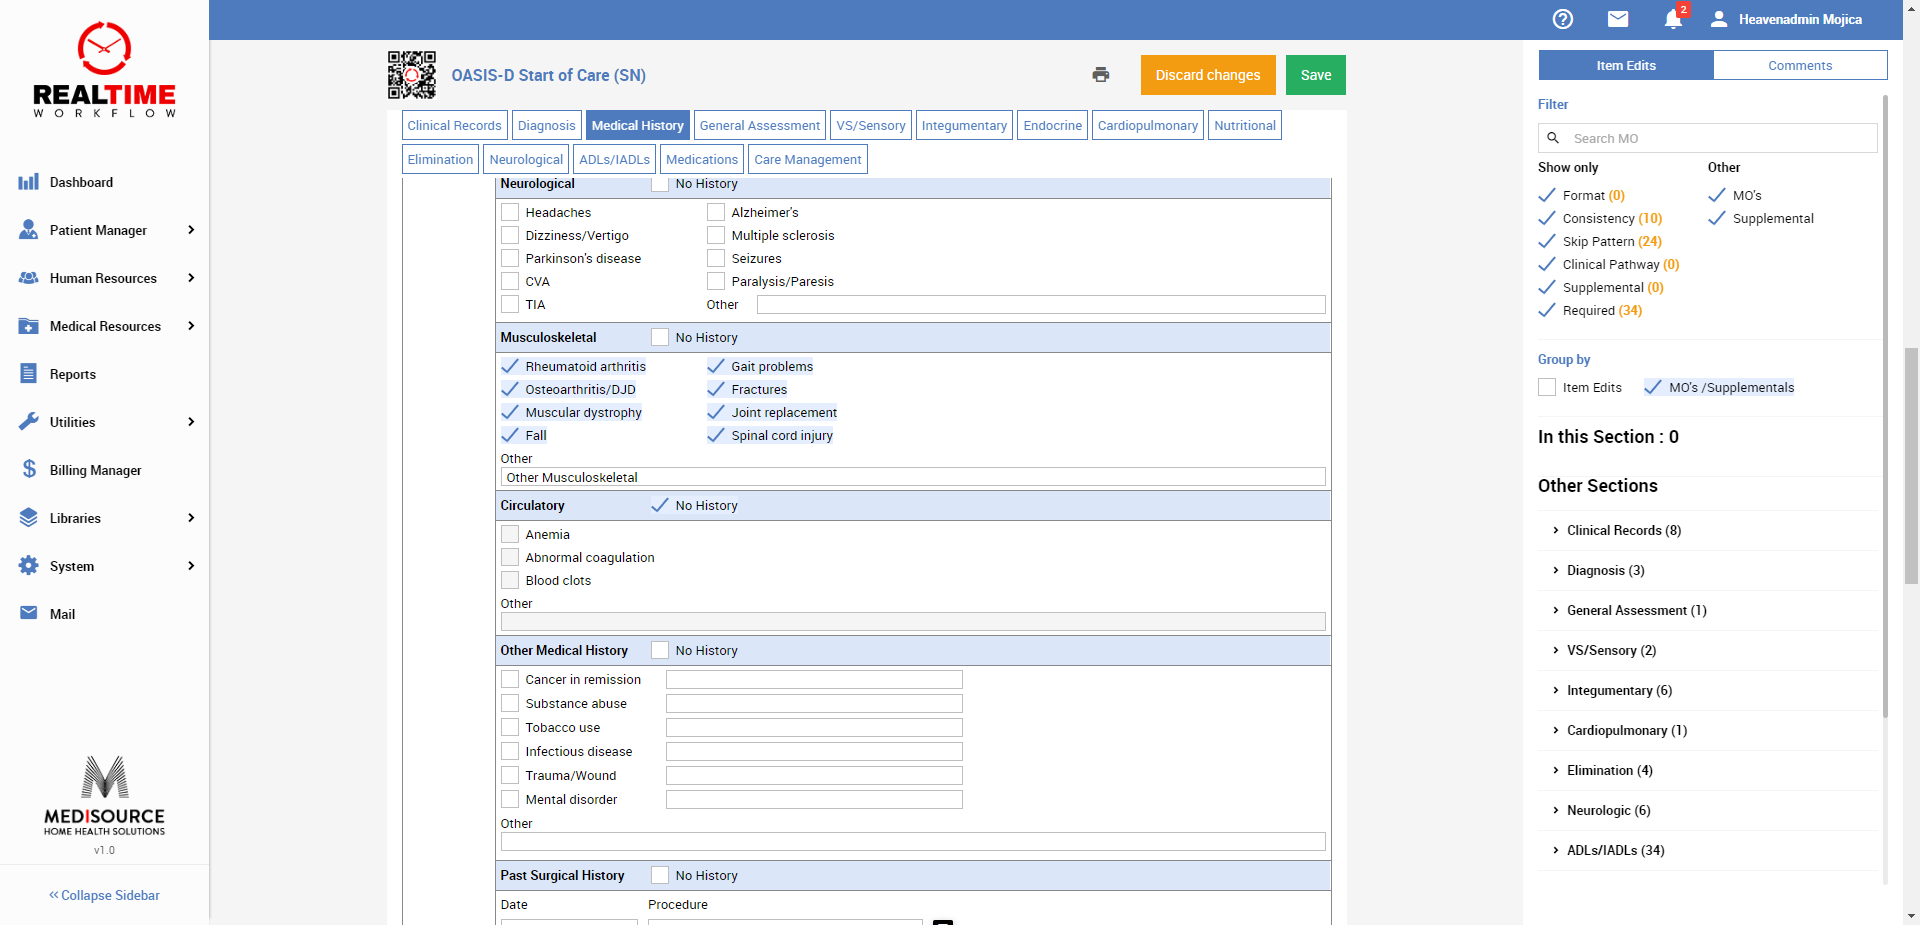 REALTIME
WORKFLOW
Dashboard
Patient Manager
Human Resources
Medical Resources
Reports
Utilities
Billing Manager
Libraries
System
Mail
MEDISOURCE
HOME HEALTH SOLUTIONS
v1.0
Collapse Sidebar
2
Heavenadmin Mojica
OASIS-D Start of Care (SN)
Discard changes
Save
Clinical Records
Diagnosis
Medical History
General Assessment
VS/Sensory
Integumentary
Endocrine
Cardiopulmonary
Nutritional
Elimination
Neurological
ADLs/IADLs
Medications
Care Management
Neurological No History
Headaches Alzheimer's
Dizziness/Vertigo Multiple sclerosis
Parkinson's disease Seizures
CVA Paralysis/Paresis
TIA Other
Musculoskeletal No History
Rheumatoid arthritis Gait problems
Osteoarthritis/DJD Fractures
Muscular dystrophy Joint replacement
Fall Spinal cord injury
Other
Other Musculoskeletal
Circulatory No History
Anemia
Abnormal coagulation
Blood clots
Other
Other Medical History No History
Cancer in remission
Substance abuse
Tobacco use
Infectious disease
Trauma/Wound
Mental disorder
Other
Past Surgical History No History
Date Procedure
Item Edits Comments
Filter
Search MO
Show only Other
Format (0) MO's
Consistency (10) Supplemental
Skip Pattern (24)
Clinical Pathway (0)
Supplemental (0)
Required (34)
Group by
Item Edits MO's /Supplementals
In this Section : 0
Other Sections
Clinical Records (8)
Diagnosis (3)
General Assessment (1)
VS/Sensory (2)
Integumentary (6)
Cardiopulmonary (1)
Elimination (4)
Neurologic (6)
ADLs/IADLs (34)